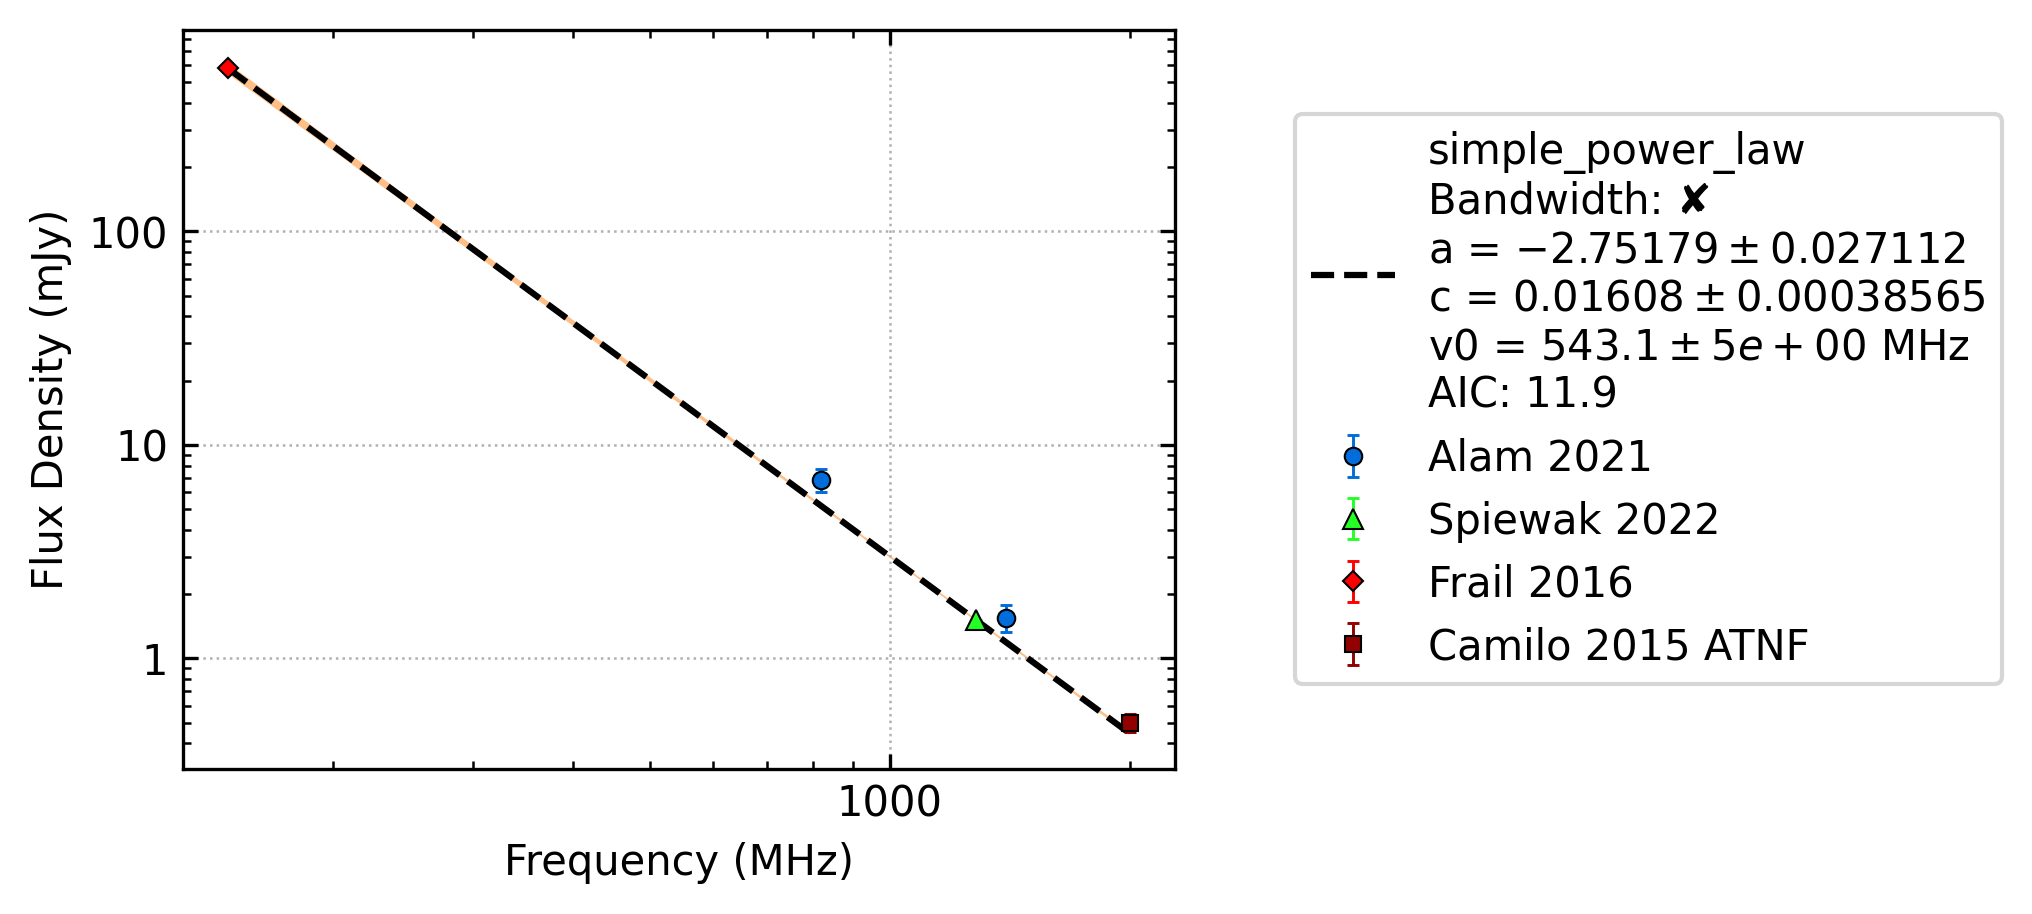 100
10
1
1000
Flux Density (mJy)
Frequency (MHz)
simple_power_law
Bandwidth: ✘
a = −2.75179 ± 0.027112
c = 0.01608 ± 0.00038565
v0 = 543.1 ± 5e + 00 MHz
AIC: 11.9
Alam 2021
Spiewak 2022
Frail 2016
Camilo 2015 ATNF